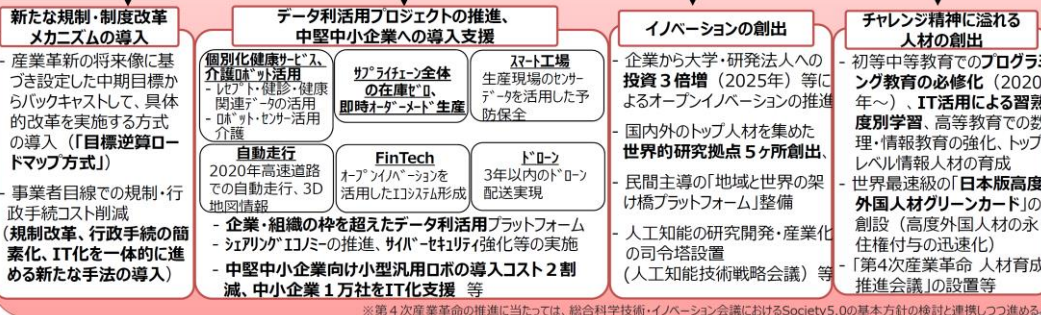 新たな規制・制度改革
メカニズムの導入
- 産業革新の将来像に基
づき設定した中期目標か
らバックキャストして、具体
的改革を実施する方式
の導入（「目標逆算ロー
ドマップ方式」）
- 事業者目線での規制・行
政手続コスト削減
（規制改革、行政手続の簡
素化、IT化を一体的に進
める新たな手法の導入）
データ利活用プロジェクトの推進、
中堅中小企業への導入支援
個別化健康ｻｰﾋﾞｽ、
介護ﾛﾎﾞｯﾄ活用
- ﾚｾﾌﾟﾄ・健診・健康
関連データの活用
- ﾛﾎﾞｯﾄ・ｾﾝｻｰ活用
介護
ｻﾌﾟﾗｲﾁｪｰﾝ全体
の在庫ｾﾞﾛ、
即時ｵｰﾀﾞｰﾒｰﾄﾞ生産
ｽﾏｰﾄ工場
生産現場のｾﾝｻｰ
ﾃﾞｰﾀを活用した予
防保全
自動走行
2020年高速道路
での自動走行、3D
地図情報
FinTech
ｵｰﾌﾟﾝｲﾉﾍﾞｰｼｮﾝを
活用したｴｺｼｽﾃﾑ形成
ﾄﾞﾛｰﾝ
3年以内のﾄﾞﾛｰﾝ
配送実現
- 企業・組織の枠を超えたデータ利活用プラットフォーム
- ｼｪｱﾘﾝｸﾞｴｺﾉﾐｰの推進、ｻｲﾊﾞｰｾｷｭﾘﾃｨ強化等の実施
- 中堅中小企業向け小型汎用ロボの導入コスト２割
減、中小企業１万社をIT化支援 等
イノベーションの創出
- 企業から大学・研究法人への
投資３倍増（2025年）等に
よるオープンイノベーションの推進
- 国内外のトップ人材を集めた
世界的研究拠点５ヶ所創出、
- 民間主導の「地域と世界の架
け橋プラットフォーム」整備
- 人工知能の研究開発・産業化
の司令塔設置
(人工知能技術戦略会議）等
チャレンジ精神に溢れる
人材の創出
- 初等中等教育でのプログラミ
ング教育の必修化（2020
年～）、IT活用による習熟
度別学習、高等教育での数
理・情報教育の強化、トップ
レベル情報人材の育成
- 世界最速級の「日本版高度
外国人材グリーンカード」の
創設（高度外国人材の永
住権付与の迅速化）
- 「第4次産業革命 人材育成
推進会議」の設置等
※第４次産業革命の推進に当たっては、総合科学技術・イノベーション会議におけるSociety5.0の基本方針の検討と連携しつつ進める。